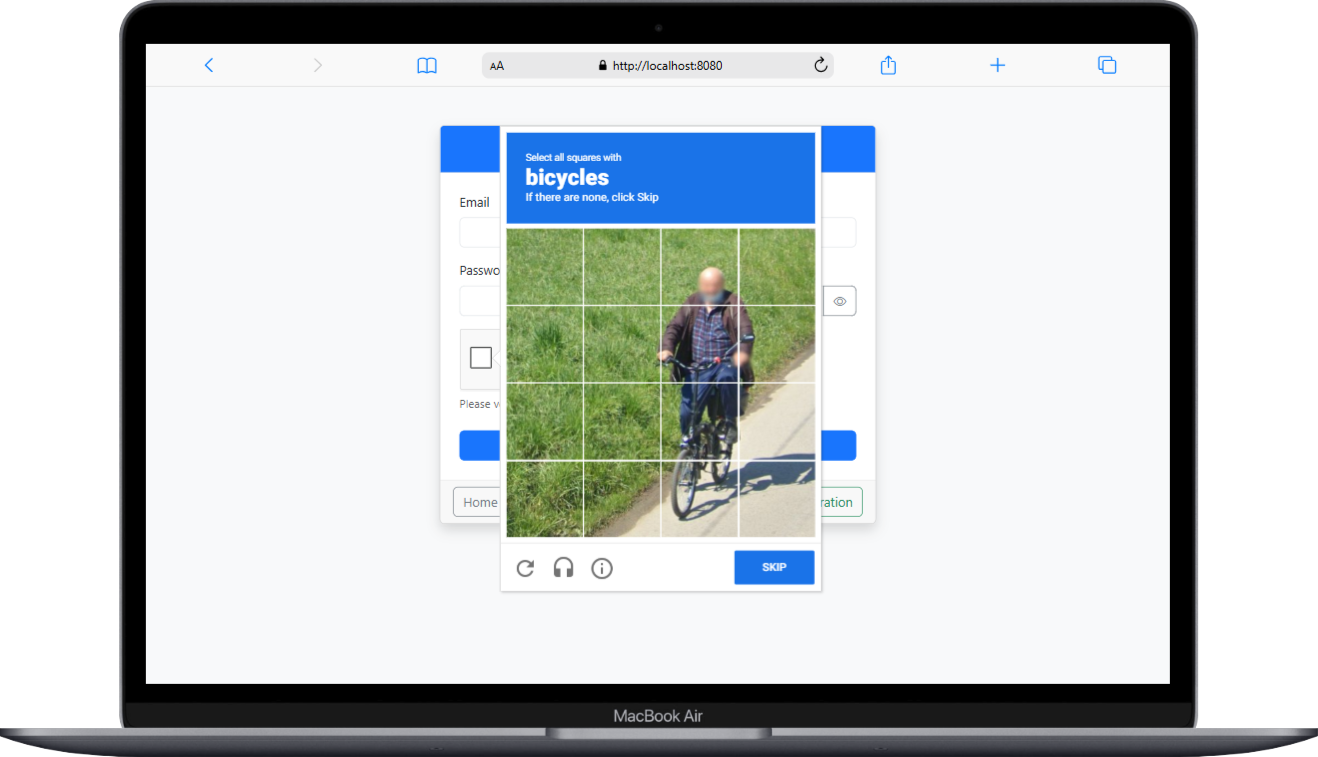 AA
http://localhost:8080
Select all squares with
bicycles
If there are none, click Skip
Email
Passwo
Please v
Home
ration
SKIP
MacBook Air